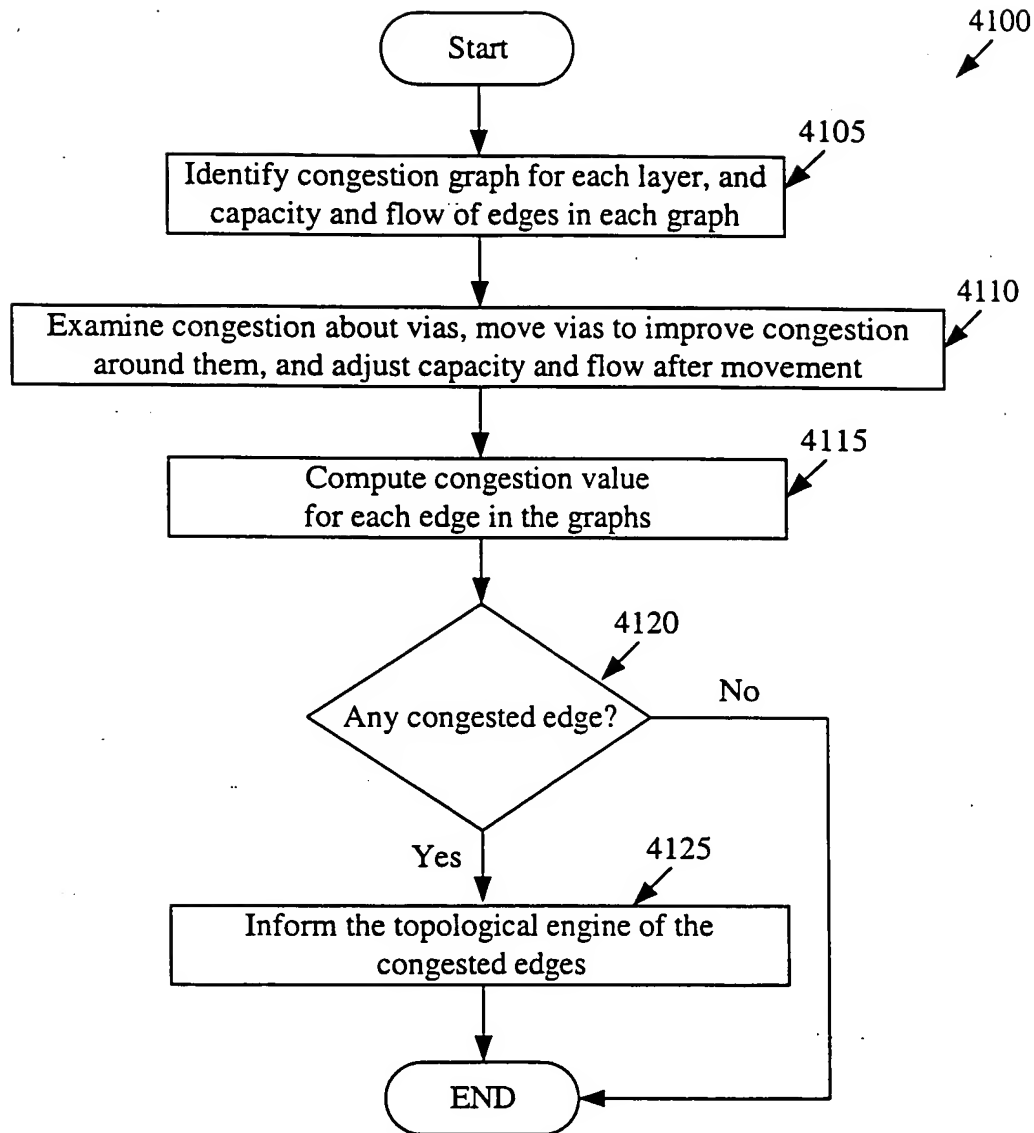 4100
Start
4105
Identify congestion graph for each layer, and
capacity and flow of edges in each graph
4110
Examine congestion about vias, move vias to improve congestion
around them, and adjust capacity and flow after movement
4115
Compute congestion value
for each edge in the graphs
4120
Any congested edge?
No
Yes
4125
Inform the topological engine of the
congested edges
END